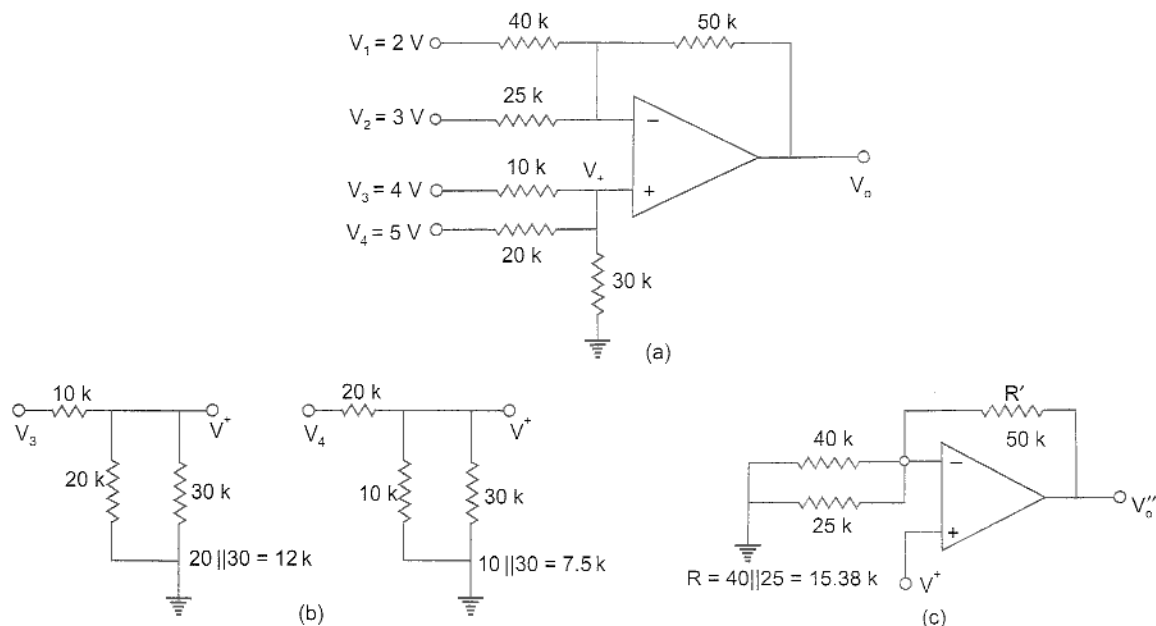 40 k
50 k
V₁ = 2 V
25 k
V₂ = 3 V
−
10 k
V₊
V₃ = 4 V
+
Vₒ
V₄ = 5 V
20 k
30 k
(a)
10 k
V₃
V⁺
20 k
30 k
20 ||30 = 12 k
20 k
V₄
V⁺
10 k
30 k
10 ||30 = 7.5 k
(b)
R′
50 k
40 k
−
25 k
+
Vₒ″
V⁺
R = 40||25 = 15.38 k
(c)